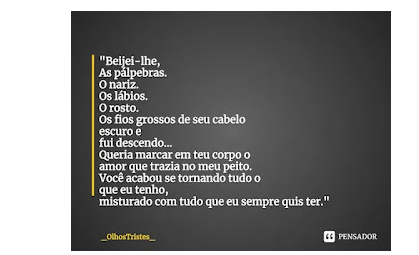 "Beijei-lhe,
As pálpebras.
O nariz.
Os lábios.
O rosto.
Os fios grossos de seu cabelo
escuro e
fui descendo...
Queria marcar em teu corpo o
amor que trazia no meu peito.
Você acabou se tornando tudo o
que eu tenho,
misturado com tudo que eu sempre quis ter."
_OlhosTristes_
PENSADOR